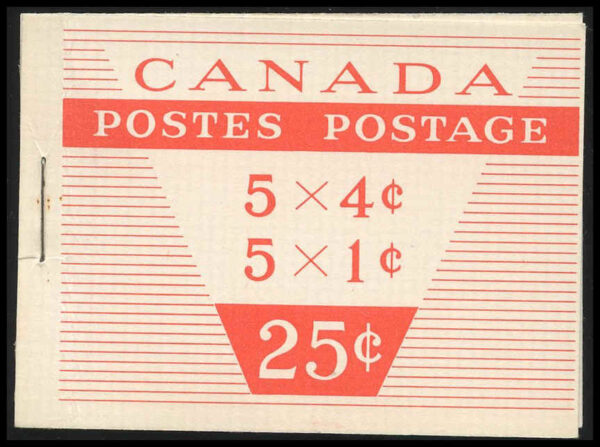 CANADA
POSTES POSTAGE
5 × 4¢
5 × 1¢
25¢